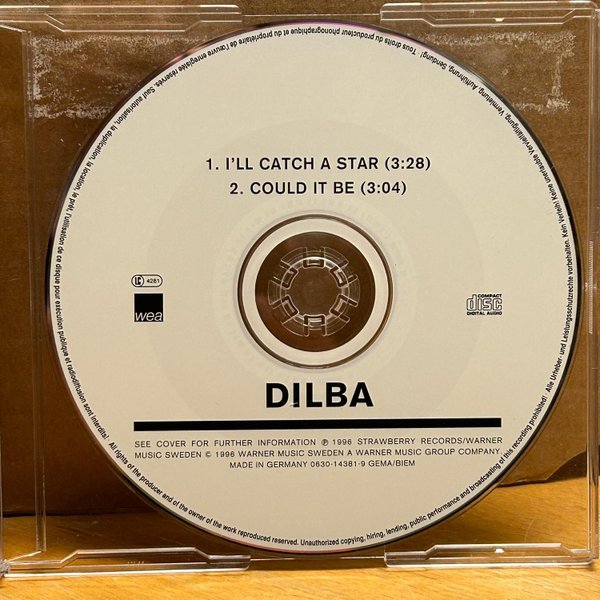 1. I'LL CATCH A STAR (3:28)
2. COULD IT BE (3:04)
LC 4281
wea
COMPACT
disc
DIGITAL AUDIO
DILBA
SEE COVER FOR FURTHER INFORMATION ℗ 1996 STRAWBERRY RECORDS/WARNER
MUSIC SWEDEN © 1996 WARNER MUSIC SWEDEN A WARNER MUSIC GROUP COMPANY.
MADE IN GERMANY 0630-14381-9 GEMA/BIEM
All rights of the producer and of the owner of the work reproduced reserved. Unauthorized copying, hiring, lending, public performance and broadcasting of this recording prohibited! Alle Urheber- und Leistungsschutzrechte vorbehalten. Kein Verleih! Keine unerlaubte Vervielfältigung, Vermietung, Aufführung, Sendung! Tous droits du producteur phonographique et du propriétaire de l'œuvre enregistrée réservés. Sauf autorisation, la duplication, la location, le prêt, l'utilisation de ce disque pour exécution publique et radiodiffusion sont interdits!